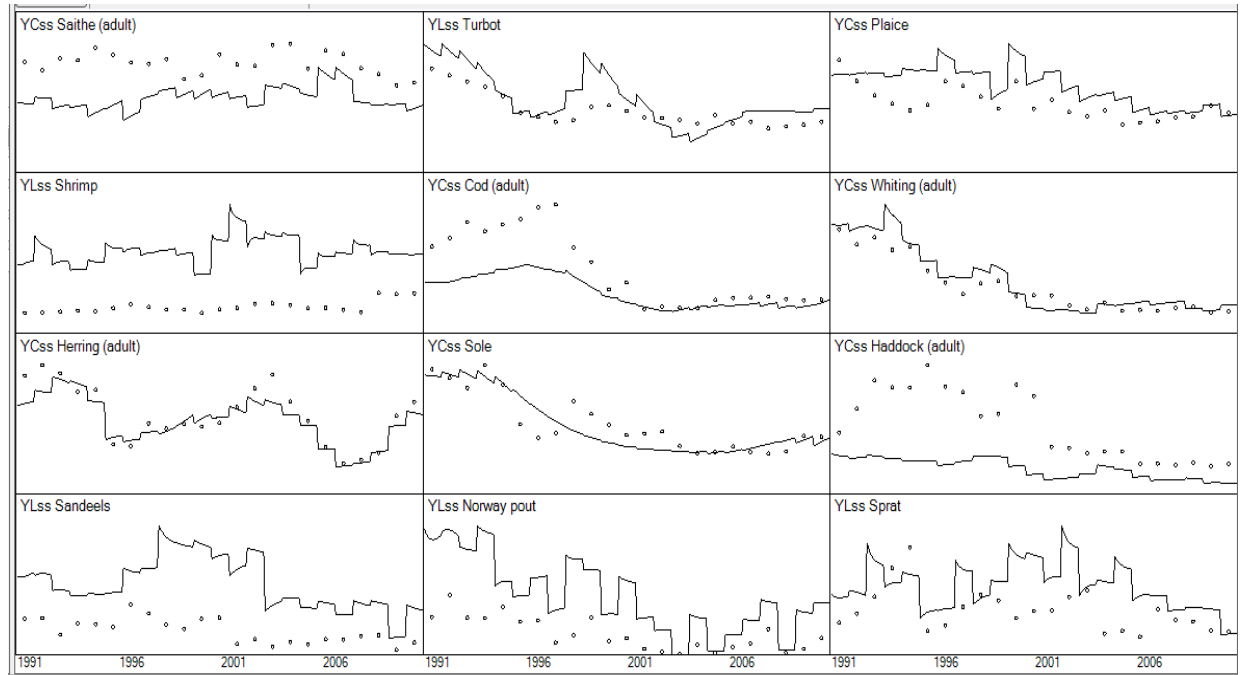 YCss Saithe (adult)
YLss Turbot
YCss Plaice
YLss Shrimp
YCss Cod (adult)
YCss Whiting (adult)
YCss Herring (adult)
YCss Sole
YCss Haddock (adult)
YLss Sandeels
YLss Norway pout
YLss Sprat
1991 1996 2001 2006 1991 1996 2001 2006 1991 1996 2001 2006